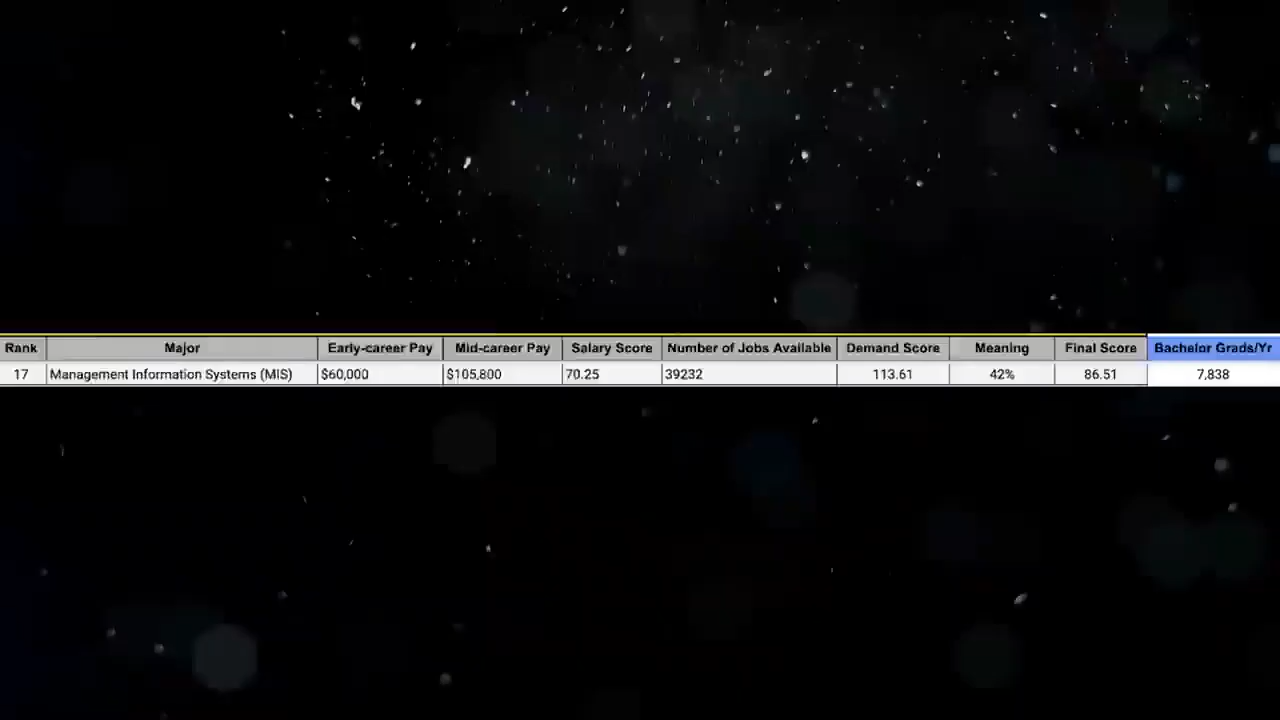 Rank Major Early-career Pay Mid-career Pay Salary Score Number of Jobs Available Demand Score Meaning Final Score Bachelor Grads/Yr
17 Management Information Systems (MIS) $60,000 $105,800 70.25 39232 113.61 42% 86.51 7,838